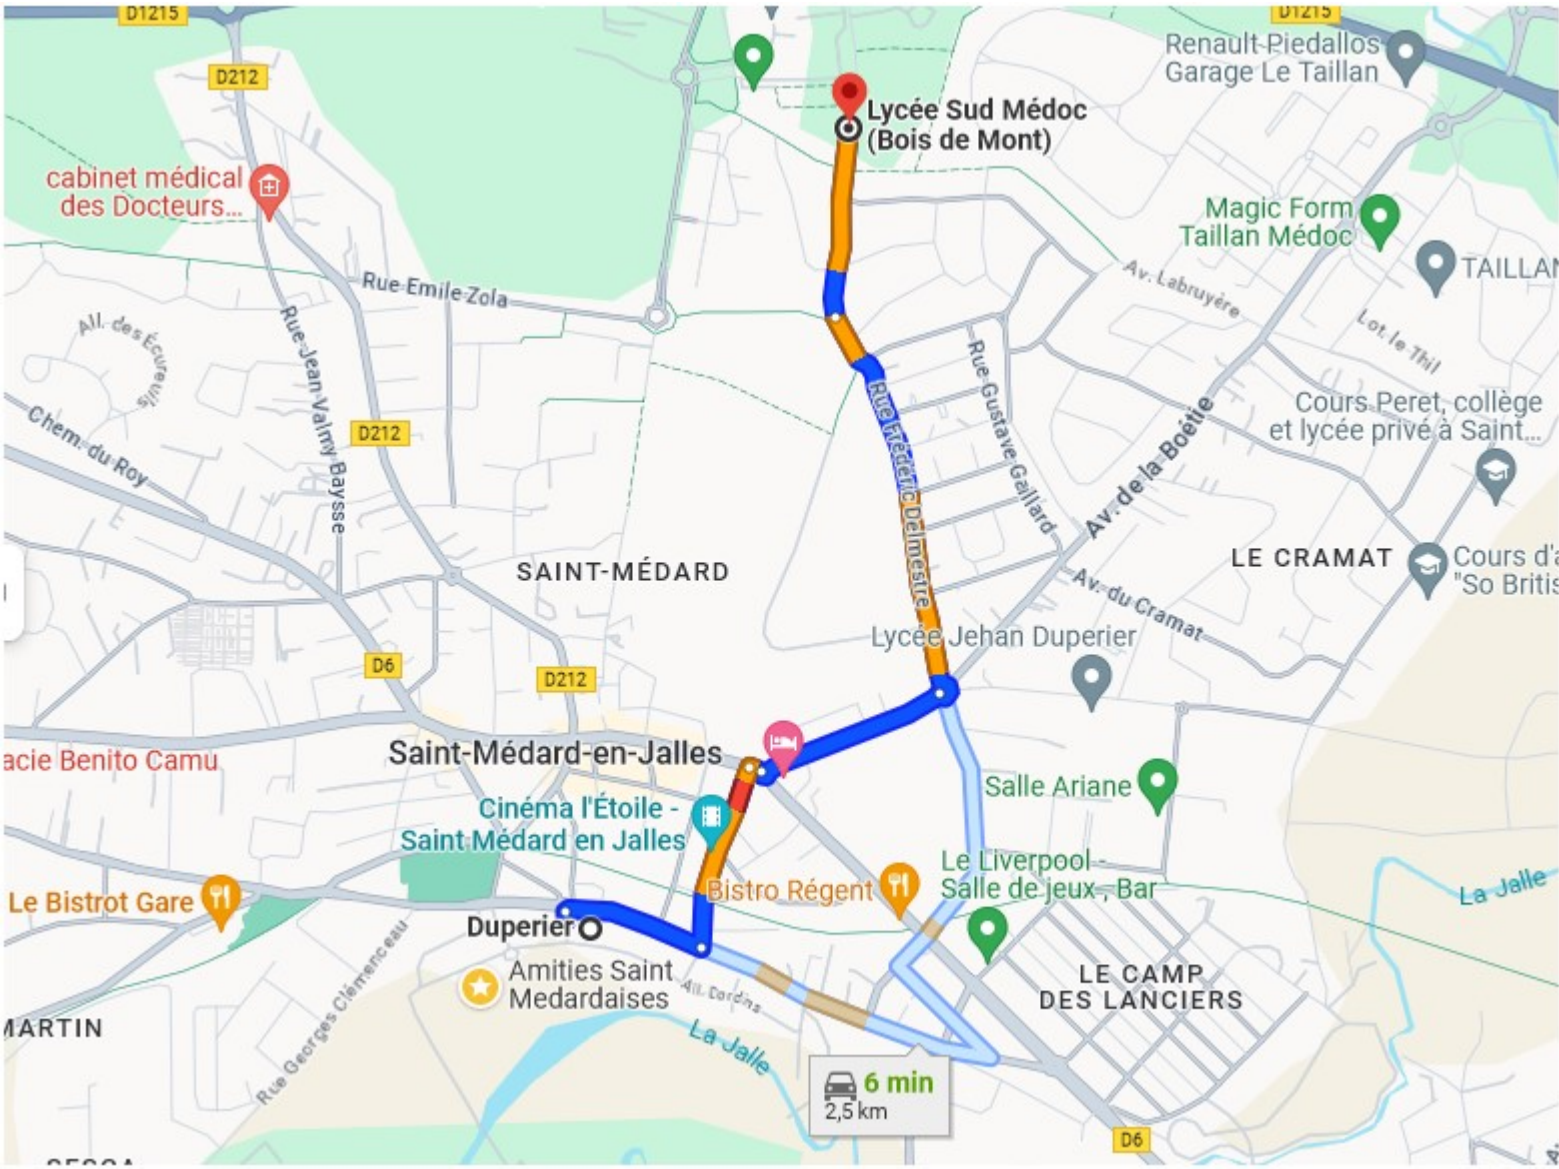 D1215
D1215
D212
Renault Piedallos
Garage Le Taillan
Lycée Sud Médoc
(Bois de Mont)
cabinet médical
des Docteurs...
Magic Form
Taillan Médoc
TAILLAN
Av. Labruyère
Rue Emile Zola
All. des Écureuils
Rue Jean Valmy Baysse
Lot. le Thil
Rue Gustave Gaillard
Rue Frédéric Delmestre
Av. de la Boétie
Cours Peret, collège
et lycée privé à Saint...
Chem. du Roy
D212
SAINT-MÉDARD
LE CRAMAT
Cours d'a
"So Britis
Av. du Cramat
Lycée Jehan Duperier
D6
D212
Saint-Médard-en-Jalles
acie Benito Camu
Salle Ariane
Cinéma l'Étoile -
Saint Médard en Jalles
Le Liverpool -
Salle de jeux , Bar
Bistro Régent
La Jalle
Le Bistrot Gare
Duperier
Amities Saint
Medardaises
All. Dordins
LE CAMP
DES LANCIERS
MARTIN
Rue Georges Clémenceau
La Jalle
6 min
2,5 km
D6